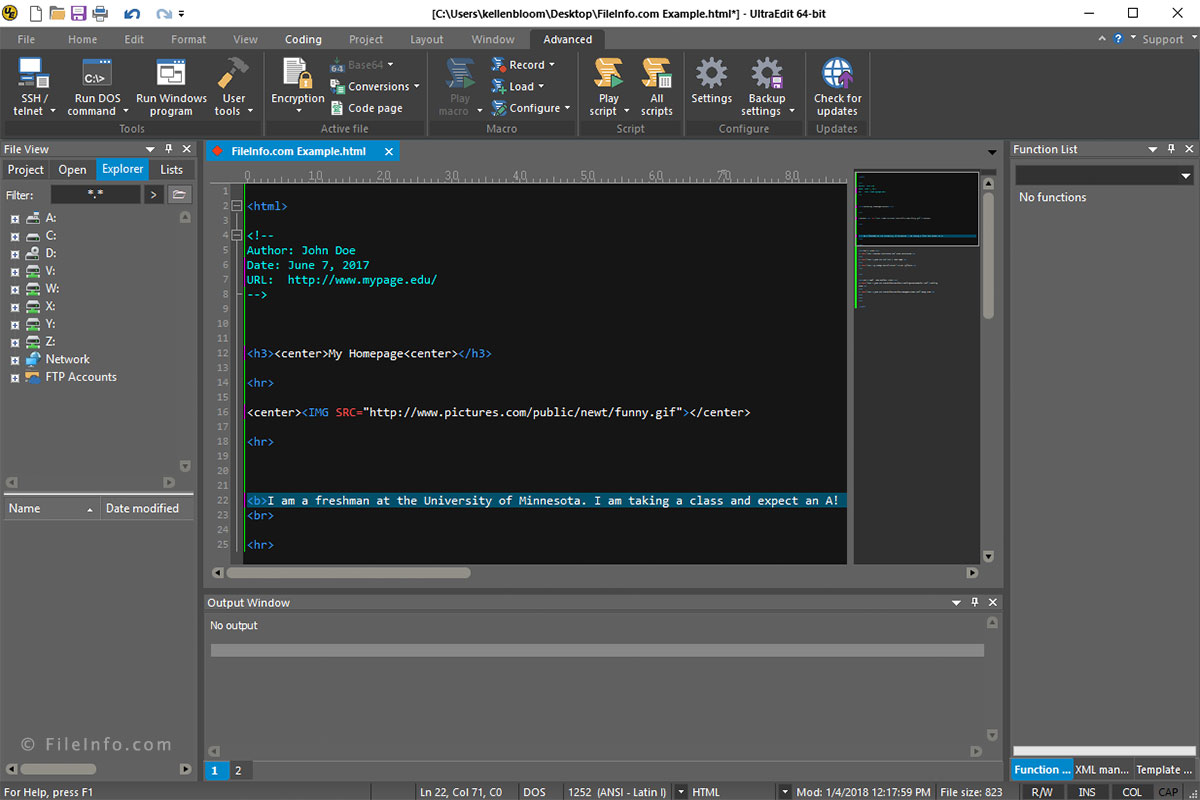 [C:\Users\kellenbloom\Desktop\FileInfo.com Example.html*] - UltraEdit 64-bit
File Home Edit Format View Coding Project Layout Window Advanced Support
SSH / telnet
Run DOS command
Run Windows program
User tools
Tools
Encryption
Base64
Conversions
Code page
Active file
Play macro
Record
Load
Configure
Macro
Play script
All scripts
Script
Settings
Backup settings
Configure
Check for updates
Updates
File View
Project Open Explorer Lists
Filter: *.* >
A:
C:
D:
V:
W:
X:
Y:
Z:
Network
FTP Accounts
Name Date modified
© FileInfo.com
FileInfo.com Example.html
0 10 20 30 40 50 60 70 80
1
2 <html>
3
4 <!--
5 Author: John Doe
6 Date: June 7, 2017
7 URL:  http://www.mypage.edu/
8 -->
9
10
11
12 <h3><center>My Homepage<center></h3>
13
14 <hr>
15
16 <center><IMG SRC="http://www.pictures.com/public/newt/funny.gif"></center>
17
18 <hr>
19
20
21
22 <b>I am a freshman at the University of Minnesota. I am taking a class and expect an A!
23 <br>
24
25 <hr>
Output Window
No output
1 2
Function List
No functions
Function ... XML man... Template ...
For Help, press F1 Ln 22, Col 71, C0 DOS 1252 (ANSI - Latin I) HTML Mod: 1/4/2018 12:17:59 PM File size: 823 R/W INS COL CAP